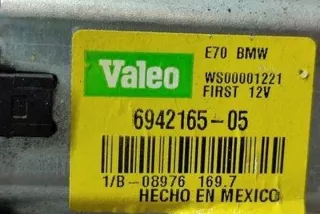 Valeo
E70 BMW
WS00001221
FIRST 12V
6942165-05
1/B-08976 169.7
HECHO EN MEXICO